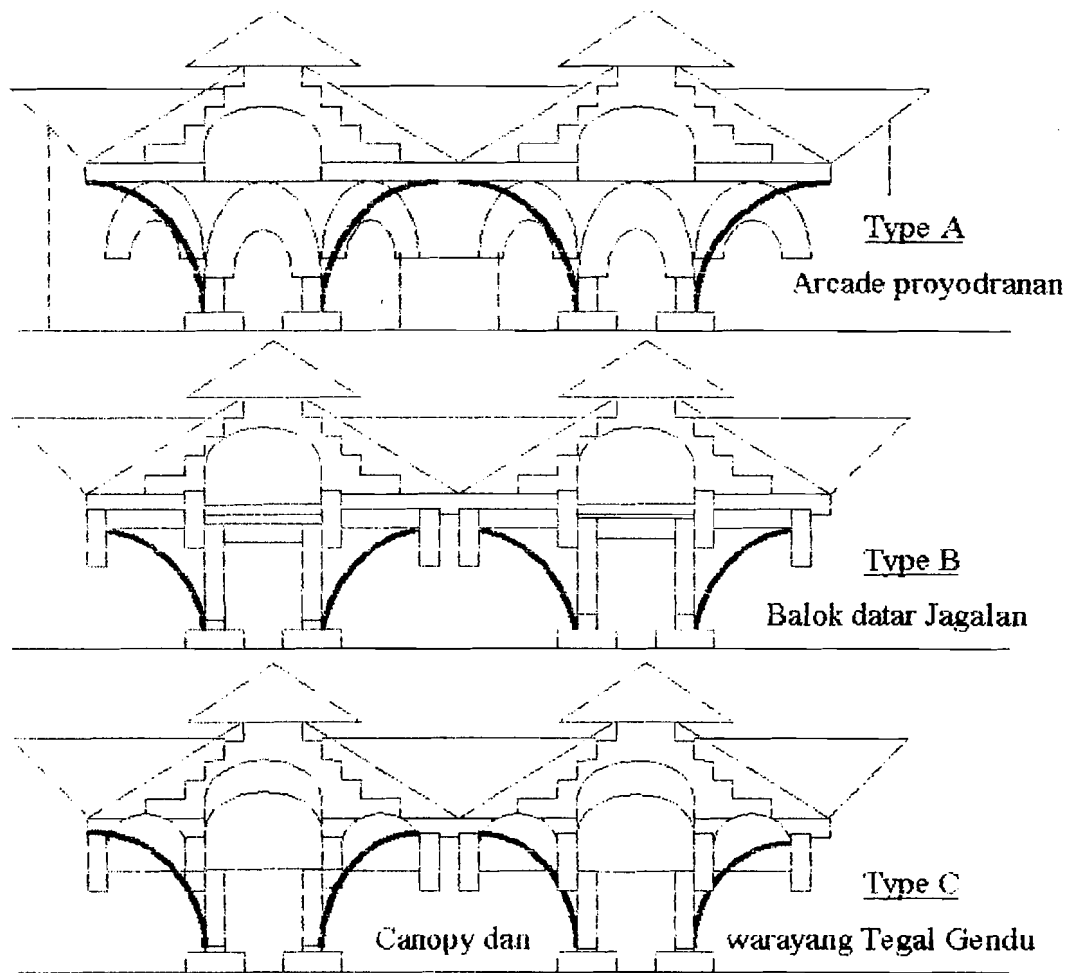 Type A
Arcade proyodranan
Type B
Balok datar Jagalan
Type C
Canopy dan warayang Tegal Gendu